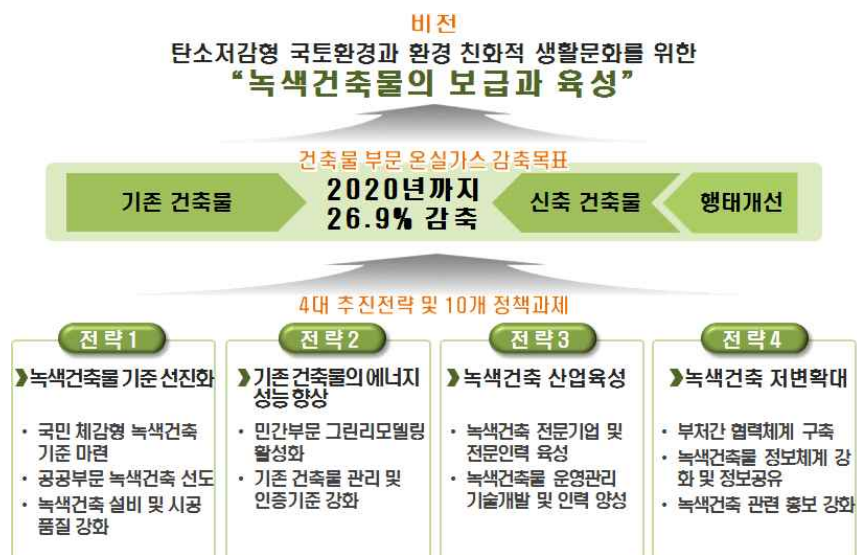 비전
탄소저감형 국토환경과 환경 친화적 생활문화를 위한
“녹색건축물의 보급과 육성”
건축물 부문 온실가스 감축목표
기존 건축물
2020년까지
26.9% 감축
신축 건축물
행태개선
4대 추진전략 및 10개 정책과제
전략1
》녹색건축물 기준 선진화
· 국민 체감형 녹색건축
기준 마련
· 공공부문 녹색건축 선도
· 녹색건축 설비 및 시공
품질 강화
전략2
》기존 건축물의 에너지
성능 향상
· 민간부문 그린리모델링
활성화
· 기존 건축물 관리 및
인증기준 강화
전략3
》녹색건축 산업육성
· 녹색건축 전문기업 및
전문인력 육성
· 녹색건축물 운영관리
기술개발 및 인력 양성
전략4
》녹색건축 저변확대
· 부처간 협력체계 구축
· 녹색건축물 정보체계 강
화 및 정보공유
· 녹색건축 관련 홍보 강화